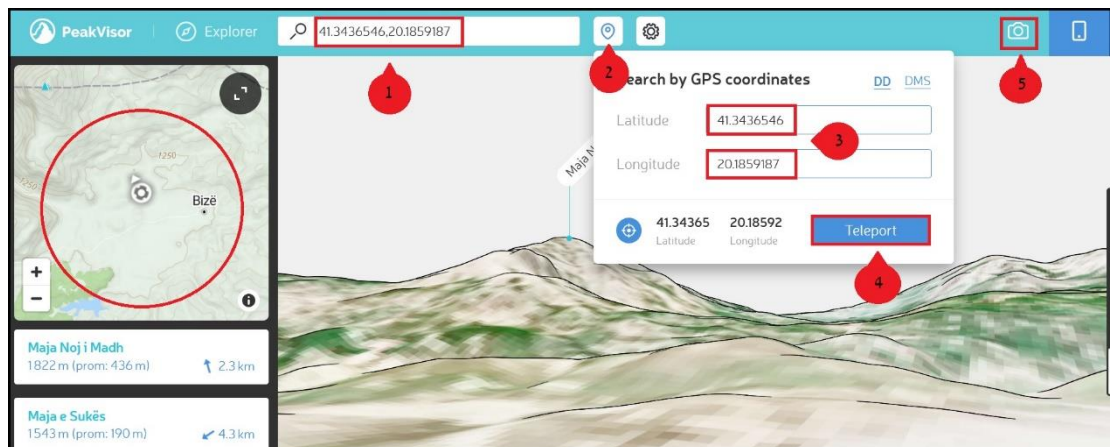 PeakVisor
Explorer
41.3436546,20.1859187
1
2
5
-1250
-1250
Bizë
+
−
Maja Noj i Madh
1822 m (prom: 436 m)
2.3 km
Maja e Sukës
1543 m (prom: 190 m)
4.3 km
Maja N
earch by GPS coordinates
DD
DMS
Latitude
41.3436546
3
Longitude
20.1859187
41.34365
20.18592
Latitude
Longitude
Teleport
4